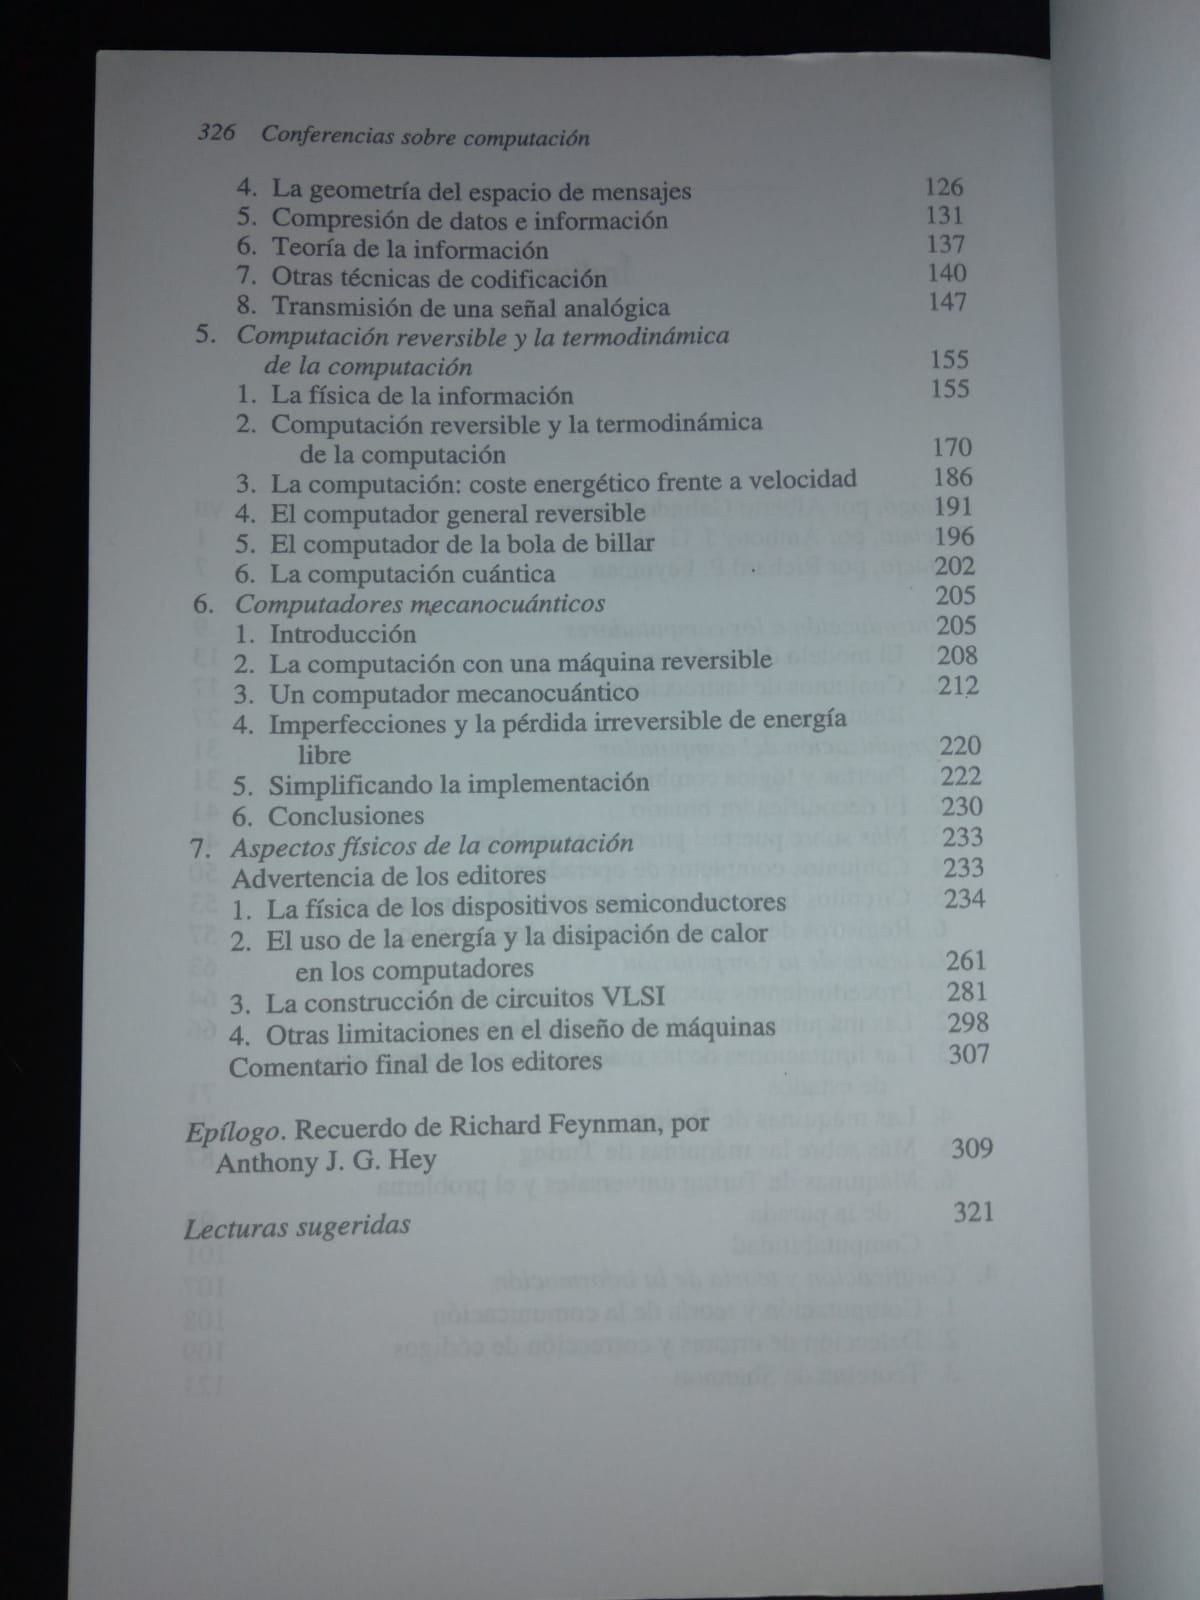 326 Conferencias sobre computación
4. La geometría del espacio de mensajes 126
5. Compresión de datos e información 131
6. Teoría de la información 137
7. Otras técnicas de codificación 140
8. Transmisión de una señal analógica 147
5. Computación reversible y la termodinámica
de la computación 155
1. La física de la información 155
2. Computación reversible y la termodinámica
de la computación 170
3. La computación: coste energético frente a velocidad 186
4. El computador general reversible 191
5. El computador de la bola de billar 196
6. La computación cuántica 202
6. Computadores mecanocuánticos 205
1. Introducción 205
2. La computación con una máquina reversible 208
3. Un computador mecanocuántico 212
4. Imperfecciones y la pérdida irreversible de energía
libre 220
5. Simplificando la implementación 222
6. Conclusiones 230
7. Aspectos físicos de la computación 233
Advertencia de los editores 233
1. La física de los dispositivos semiconductores 234
2. El uso de la energía y la disipación de calor
en los computadores 261
3. La construcción de circuitos VLSI 281
4. Otras limitaciones en el diseño de máquinas 298
Comentario final de los editores 307
Epílogo. Recuerdo de Richard Feynman, por
Anthony J. G. Hey 309
Lecturas sugeridas 321